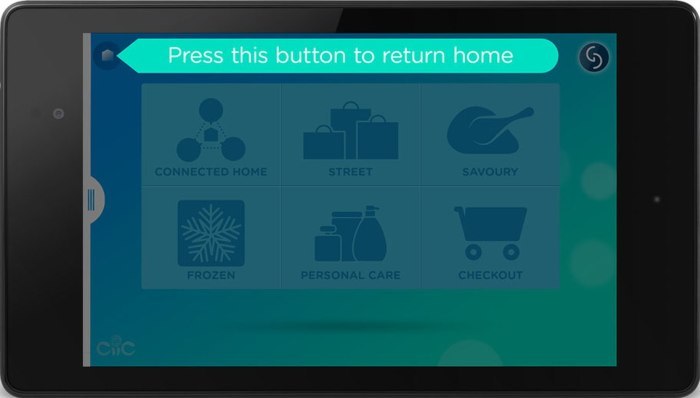 Press this button to return home
CONNECTED HOME
STREET
SAVOURY
FROZEN
PERSONAL CARE
CHECKOUT
CiiC